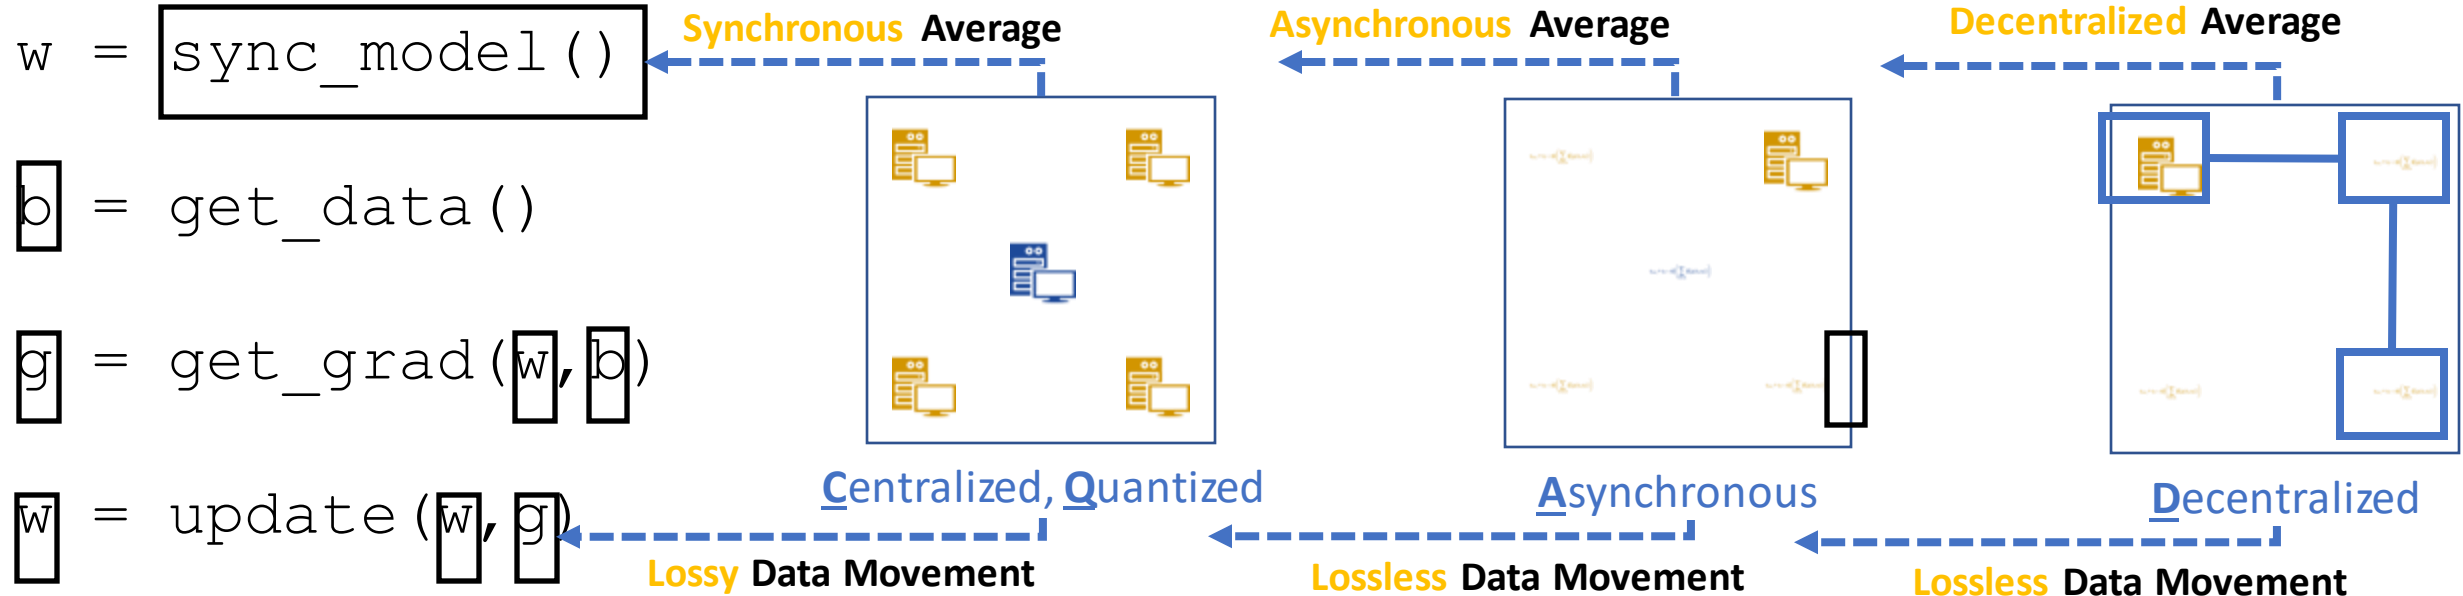 w = sync_model()
b = get_data()
g = get_grad(w,b)
w = update(w,g)
Synchronous Average
Centralized, Quantized
Lossy Data Movement
Asynchronous Average
Asynchronous
Lossless Data Movement
Decentralized Average
Decentralized
Lossless Data Movement